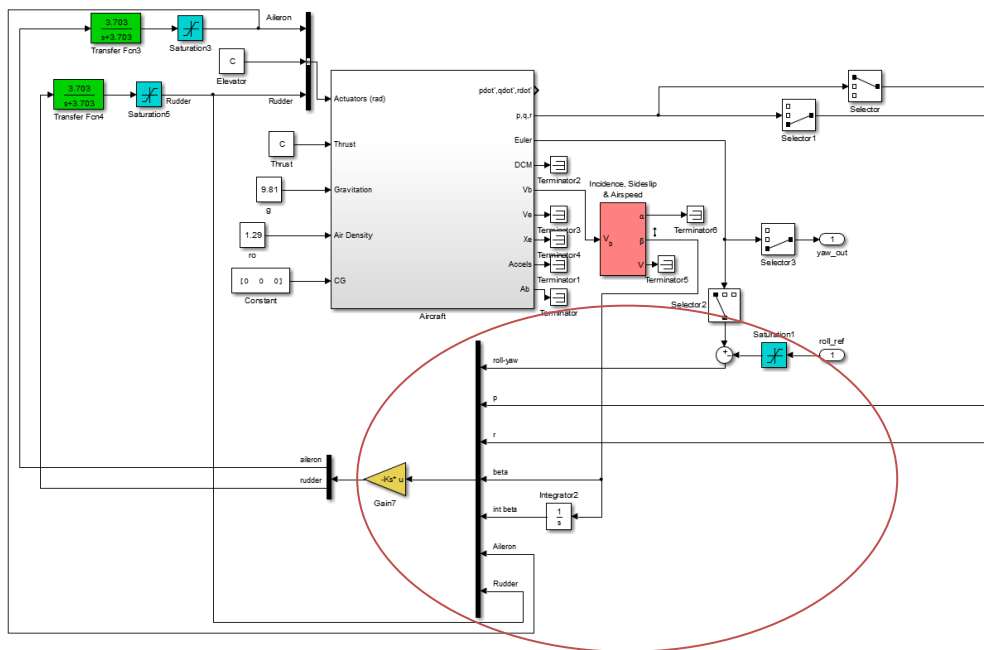 Aileron
3.703
s+3.703
Transfer Fcn3
Saturation3
C
Elevator
3.703
s+3.703
Transfer Fcn4
Saturation5
Rudder
Rudder
Actuators (rad)
Thrust
Gravitation
Air Density
CG
pdot',qdot',rdot'
p,q,r
Euler
DCM
Vb
Ve
Xe
Accels
Ab
Aircraft
C
Thrust
9.81
g
1.29
ro
[0 0 0]
Constant
Terminator2
Terminator3
Terminator4
Terminator1
Terminator
Incidence, Sideslip
& Airspeed
V b
α
β
V
Terminator6
Terminator5
Selector
Selector1
Selector3
1
yaw_out
Selector2
Saturation1
roll_ref
1
+
−
roll-yaw
p
r
beta
int beta
Aileron
Rudder
Integrator2
1
s
aileron
rudder
-Ks* u
Gain7